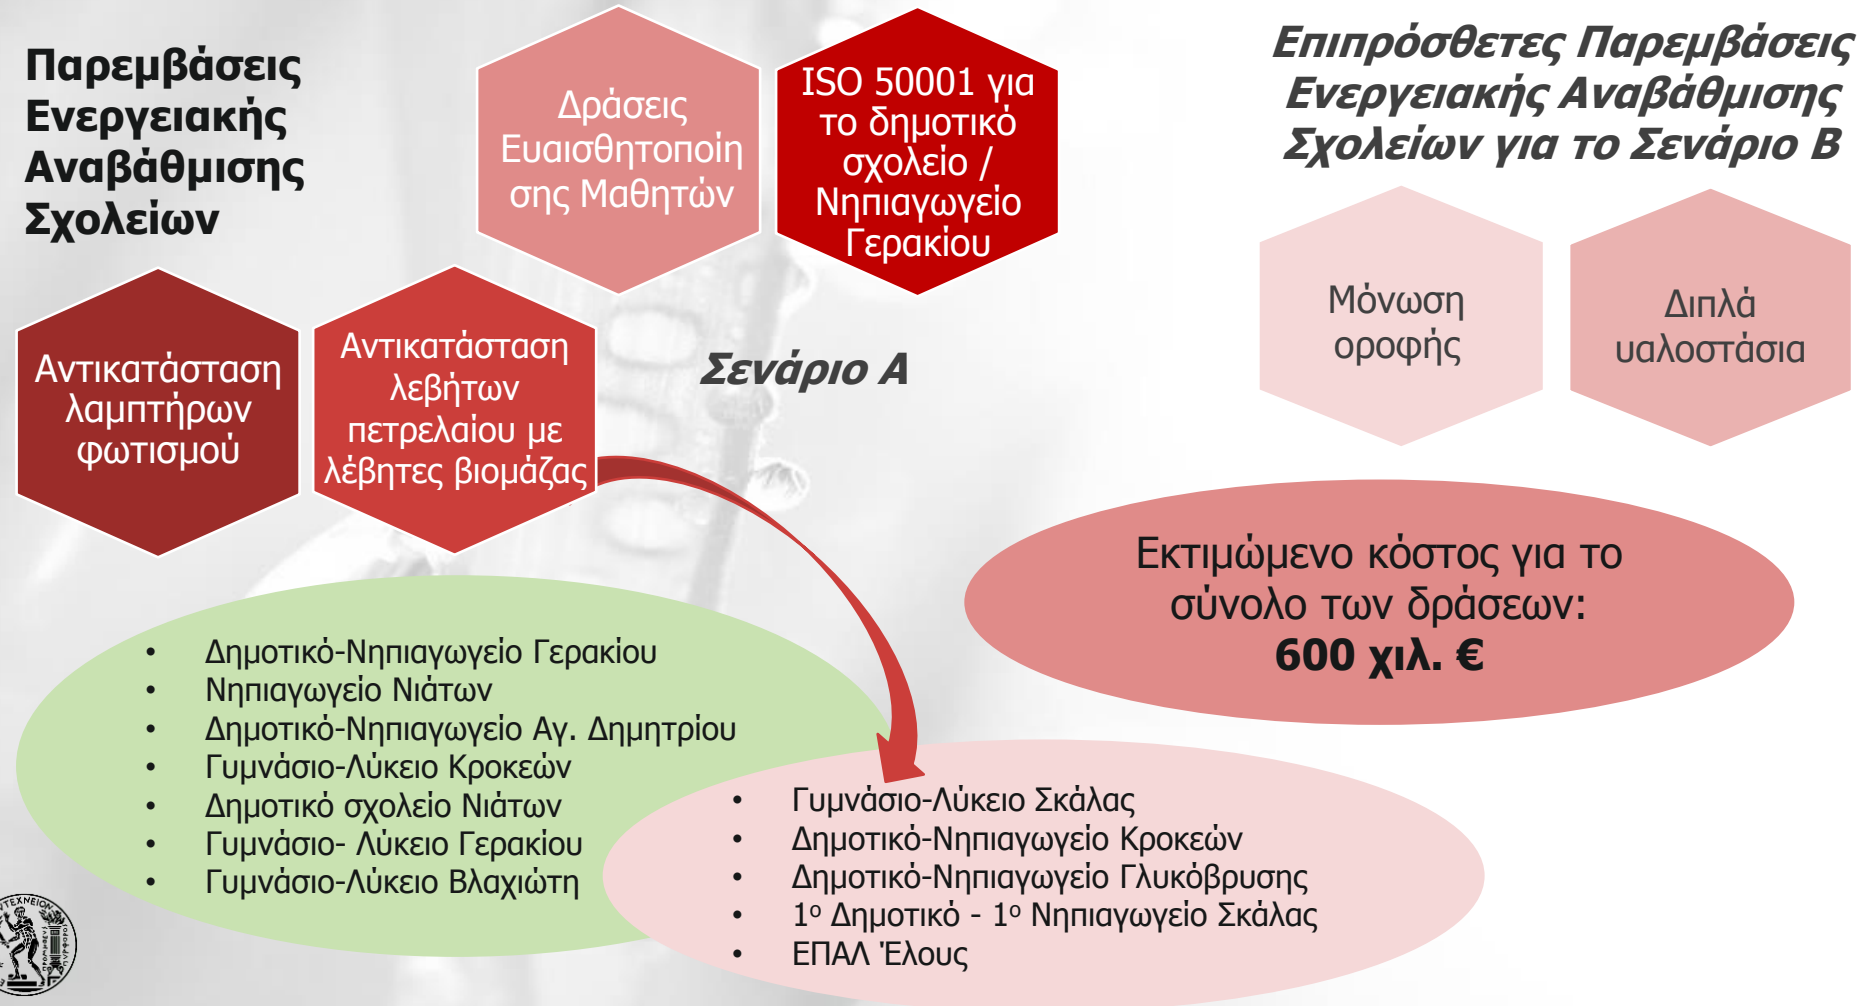 Παρεμβάσεις
Ενεργειακής
Αναβάθμισης
Σχολείων
Δράσεις
Ευαισθητοποίη
σης Μαθητών
ISO 50001 για
το δημοτικό
σχολείο /
Νηπιαγωγείο
Γερακίου
Επιπρόσθετες Παρεμβάσεις
Ενεργειακής Αναβάθμισης
Σχολείων για το Σενάριο Β
Αντικατάσταση
λαμπτήρων
φωτισμού
Αντικατάσταση
λεβήτων
πετρελαίου με
λέβητες βιομάζας
Σενάριο Α
Μόνωση
οροφής
Διπλά
υαλοστάσια
Εκτιμώμενο κόστος για το
σύνολο των δράσεων:
600 χιλ. €
• Δημοτικό-Νηπιαγωγείο Γερακίου
• Νηπιαγωγείο Νιάτων
• Δημοτικό-Νηπιαγωγείο Αγ. Δημητρίου
• Γυμνάσιο-Λύκειο Κροκεών
• Δημοτικό σχολείο Νιάτων
• Γυμνάσιο- Λύκειο Γερακίου
• Γυμνάσιο-Λύκειο Βλαχιώτη
• Γυμνάσιο-Λύκειο Σκάλας
• Δημοτικό-Νηπιαγωγείο Κροκεών
• Δημοτικό-Νηπιαγωγείο Γλυκόβρυσης
• 1ο Δημοτικό - 1ο Νηπιαγωγείο Σκάλας
• ΕΠΑΛ Έλους